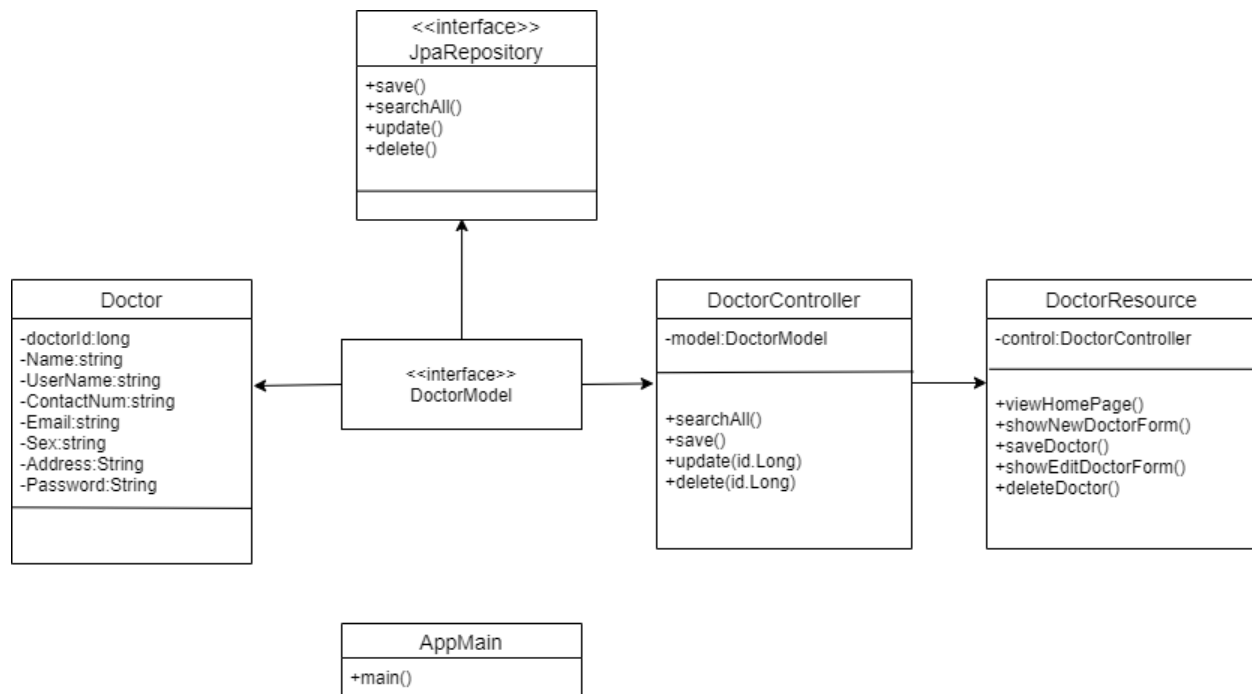 <<interface>>
JpaRepository
+save()
+searchAll()
+update()
+delete()
Doctor
-doctorId:long
-Name:string
-UserName:string
-ContactNum:string
-Email:string
-Sex:string
-Address:String
-Password:String
<<interface>>
DoctorModel
DoctorController
-model:DoctorModel
+searchAll()
+save()
+update(id.Long)
+delete(id.Long)
DoctorResource
-control:DoctorController
+viewHomePage()
+showNewDoctorForm()
+saveDoctor()
+showEditDoctorForm()
+deleteDoctor()
AppMain
+main()